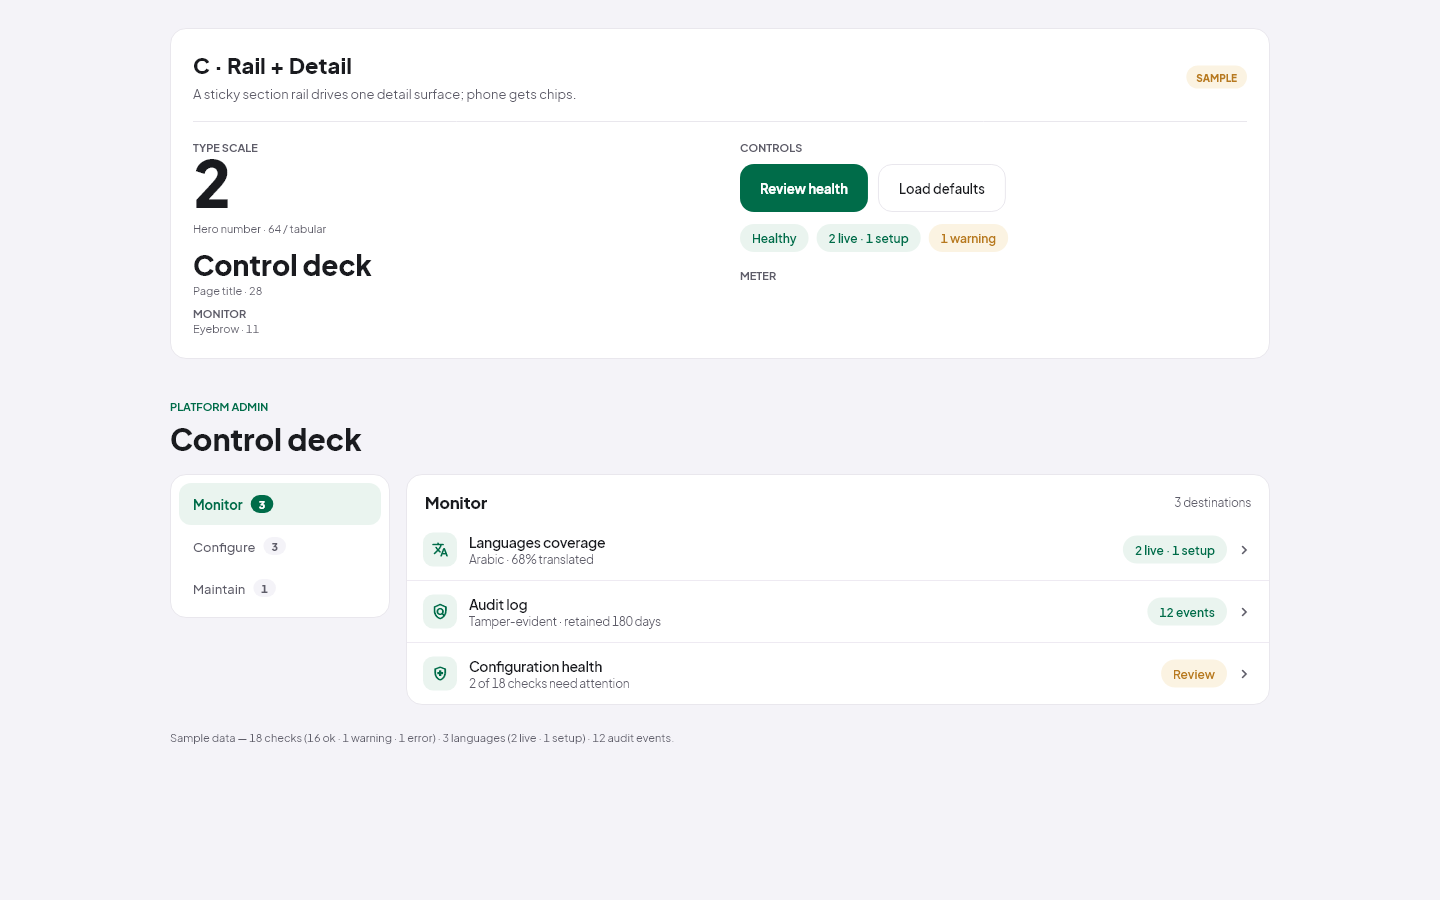 C · Rail + Detail
A sticky section rail drives one detail surface; phone gets chips.
SAMPLE
TYPE SCALE
2
Hero number · 64 / tabular
Control deck
Page title · 28
MONITOR
Eyebrow · 11
CONTROLS
Review health
Load defaults
Healthy
2 live · 1 setup
1 warning
METER
PLATFORM ADMIN
Control deck
Monitor 3
Configure 3
Maintain 1
Monitor
3 destinations
Languages coverage
Arabic · 68% translated
2 live · 1 setup
Audit log
Tamper-evident · retained 180 days
12 events
Configuration health
2 of 18 checks need attention
Review
Sample data — 18 checks (16 ok · 1 warning · 1 error) · 3 languages (2 live · 1 setup) · 12 audit events.